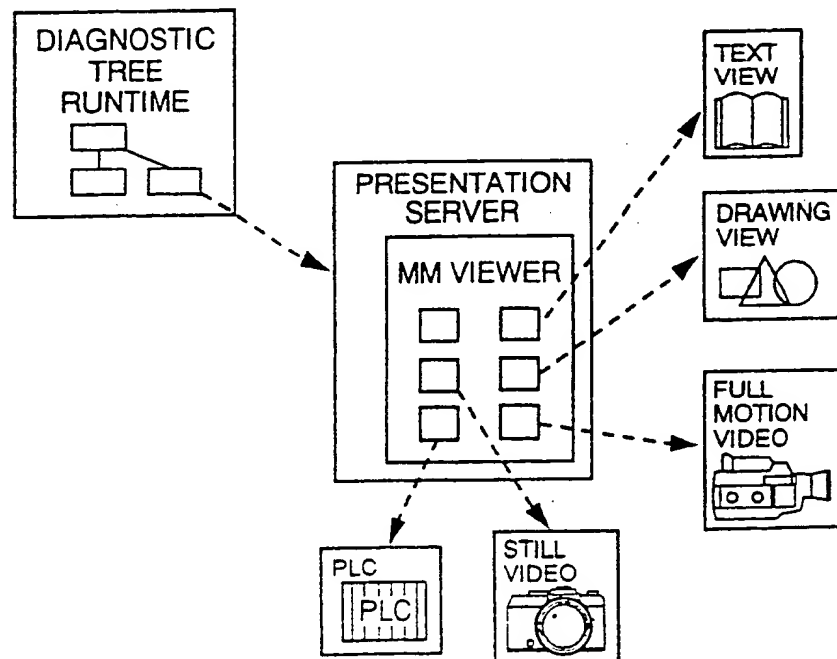 DIAGNOSTIC
TREE
RUNTIME
TEXT
VIEW
PRESENTATION
SERVER
MM VIEWER
DRAWING
VIEW
FULL
MOTION
VIDEO
PLC
PLC
STILL
VIDEO